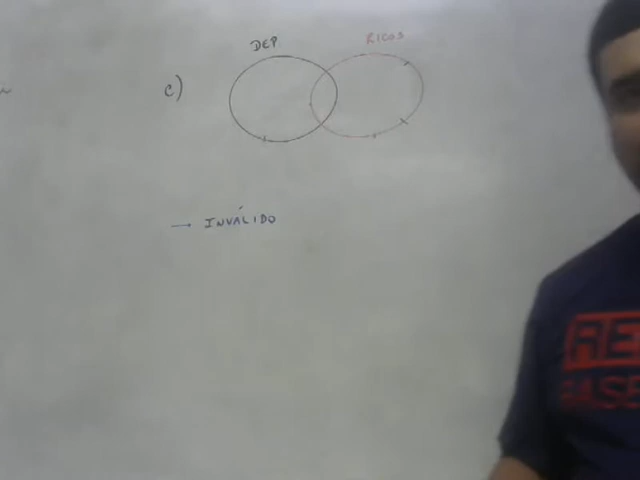 DEP
RICOS
c)
→ INVÁLIDO